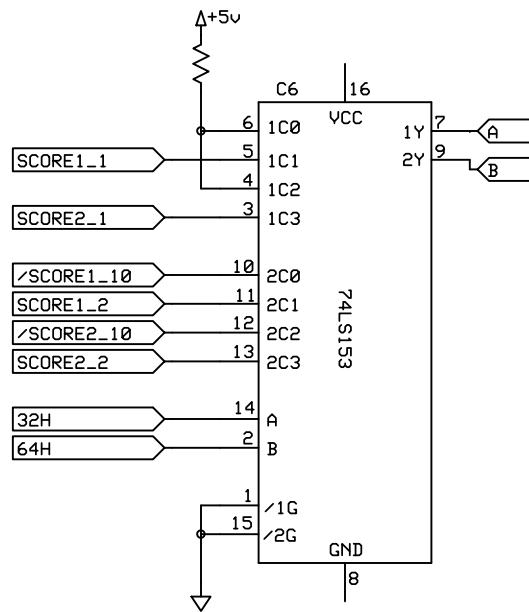 +5v
C6
16
VCC
6 1C0
1Y 7 A
SCORE1_1 5 1C1
2Y 9 B
4 1C2
SCORE2_1 3 1C3
/SCORE1_10 10 2C0
SCORE1_2 11 2C1
/SCORE2_10 12 2C2
SCORE2_2 13 2C3
74LS153
32H 14 A
64H 2 B
1 /1G
15 /2G
GND
8